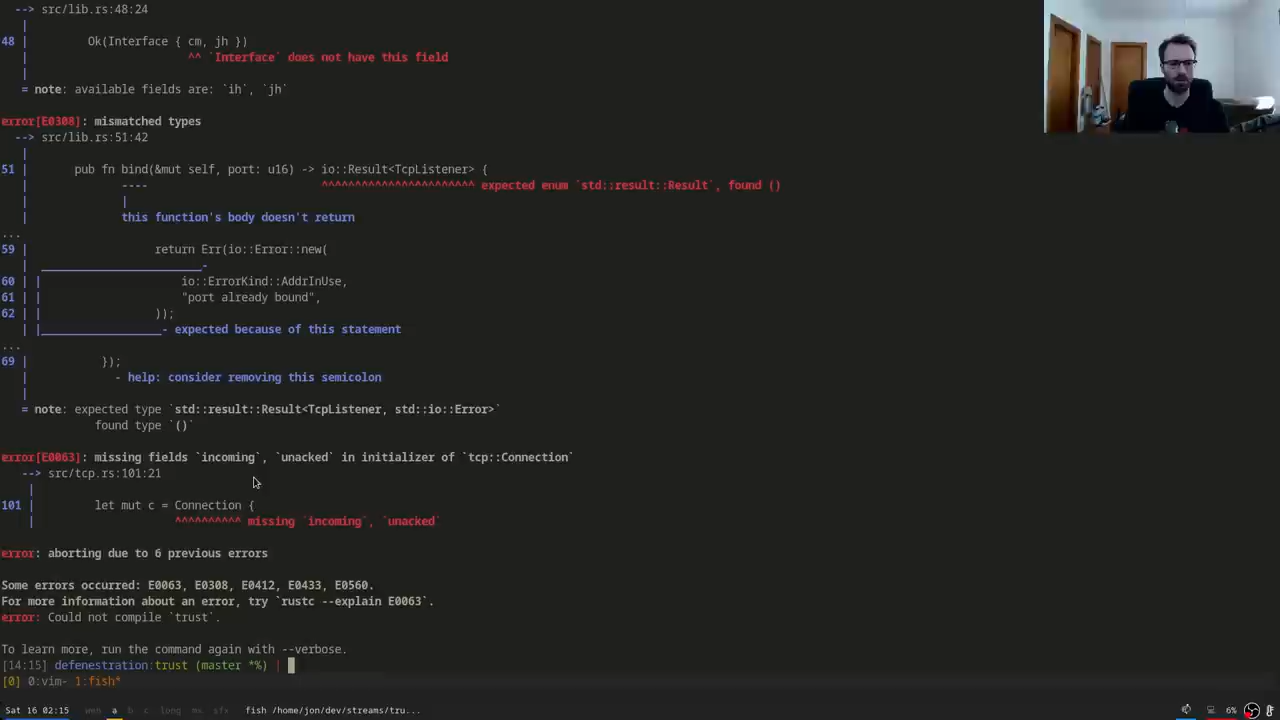 --> src/lib.rs:48:24
|
48 | Ok(Interface { cm, jh })
| ^^ `Interface` does not have this field
|
= note: available fields are: `ih`, `jh`
error[E0308]: mismatched types
--> src/lib.rs:51:42
|
51 | pub fn bind(&mut self, port: u16) -> io::Result<TcpListener> {
| ---- ^^^^^^^^^^^^^^^^^^^^^^^ expected enum `std::result::Result`, found ()
| |
| this function's body doesn't return
...
59 | return Err(io::Error::new(
| ________________________-
60 | | io::ErrorKind::AddrInUse,
61 | | "port already bound",
62 | | ));
| |__________________- expected because of this statement
...
69 | });
| - help: consider removing this semicolon
|
= note: expected type `std::result::Result<TcpListener, std::io::Error>`
found type `()`
error[E0063]: missing fields `incoming`, `unacked` in initializer of `tcp::Connection`
--> src/tcp.rs:101:21
|
101 | let mut c = Connection {
| ^^^^^^^^^^ missing `incoming`, `unacked`
error: aborting due to 6 previous errors
Some errors occurred: E0063, E0308, E0412, E0433, E0560.
For more information about an error, try `rustc --explain E0063`.
error: Could not compile `trust`.
To learn more, run the command again with --verbose.
[14:15] defenestration:trust (master *%) |
[0] 0:vim- 1:fish*
Sat 16 02:15 wen a b c long ms sfx fish /home/jon/dev/streams/tru... 6%